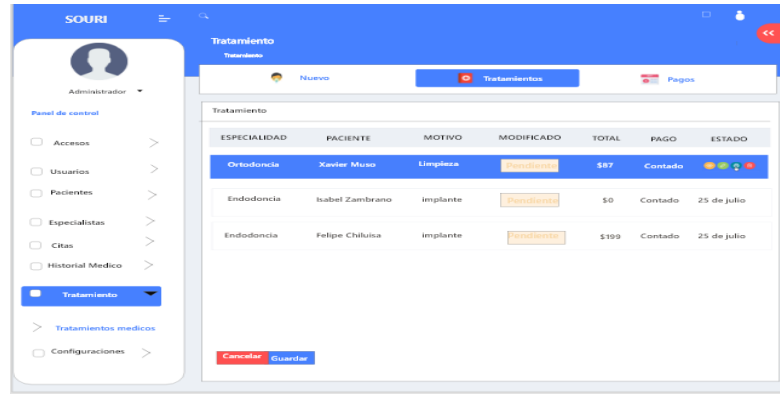 SOURI
Administrador
Panel de control
Accesos
Usuarios
Pacientes
Especialistas
Citas
Historial Medico
Tratamiento
Tratamientos medicos
Configuraciones
Tratamiento
Tratamiento
Nuevo
Tratamientos
Pagos
Tratamiento
ESPECIALIDAD PACIENTE MOTIVO MODIFICADO TOTAL PAGO ESTADO
Ortodoncia Xavier Muso Limpieza Pendiente $87 Contado
Endodoncia Isabel Zambrano implante Pendiente $0 Contado 25 de julio
Endodoncia Felipe Chiluisa implante Pendiente $199 Contado 25 de julio
Cancelar Guardar